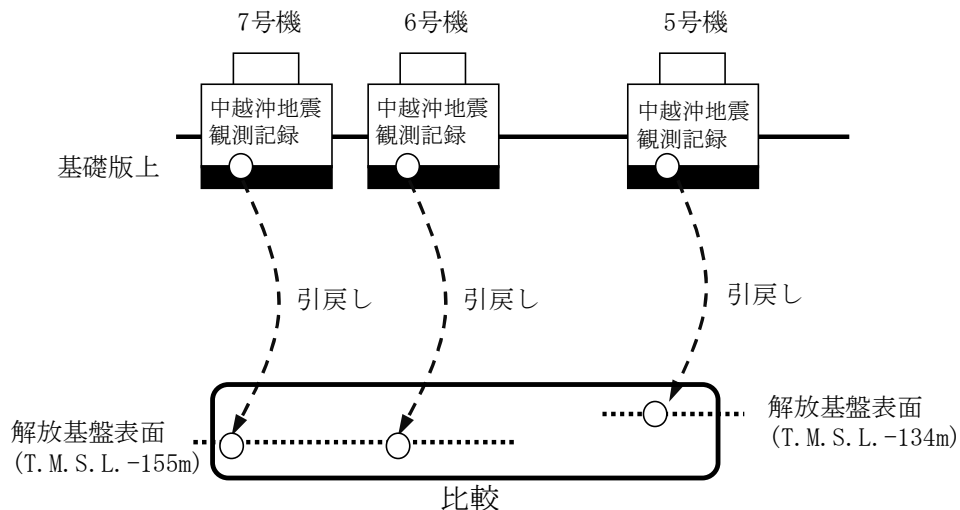 7号機
6号機
5号機
中越沖地震
観測記録
中越沖地震
観測記録
中越沖地震
観測記録
基礎版上
引戻し
引戻し
引戻し
解放基盤表面
(T.M.S.L.-155m)
解放基盤表面
(T.M.S.L.-134m)
比較